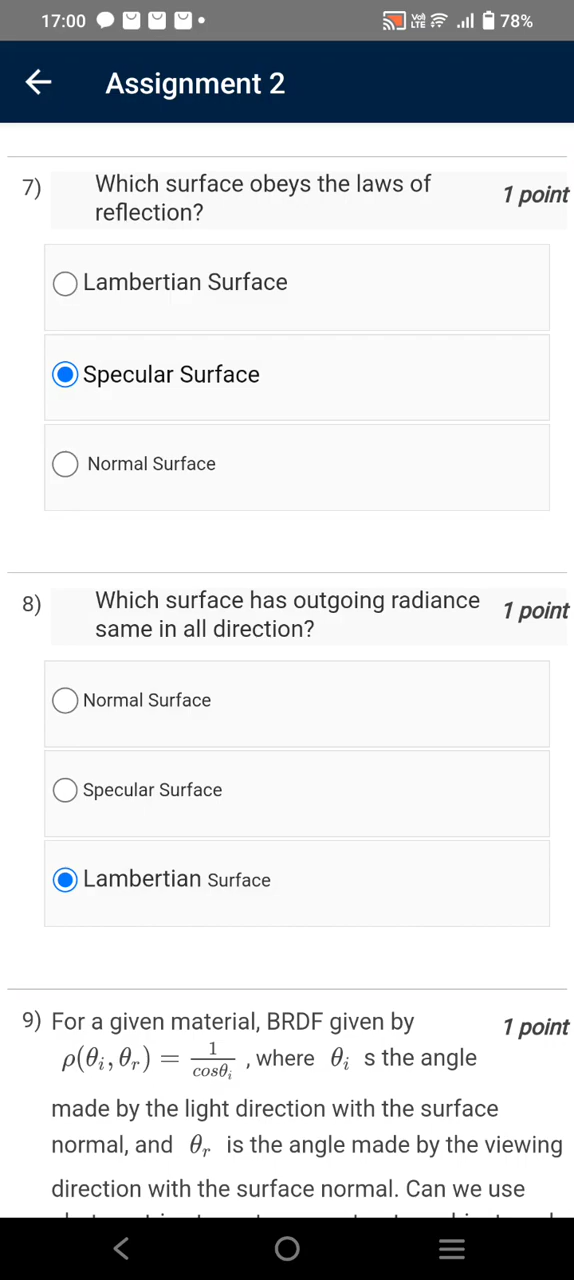 17:00 Vo) LTE 78%
Assignment 2
7) Which surface obeys the laws of 1 point
reflection?
Lambertian Surface
Specular Surface
Normal Surface
8) Which surface has outgoing radiance 1 point
same in all direction?
Normal Surface
Specular Surface
Lambertian Surface
9) For a given material, BRDF given by 1 point
ρ(θᵢ, θᵣ) = 1/cosθᵢ , where θᵢ s the angle
made by the light direction with the surface
normal, and θᵣ is the angle made by the viewing
direction with the surface normal. Can we use